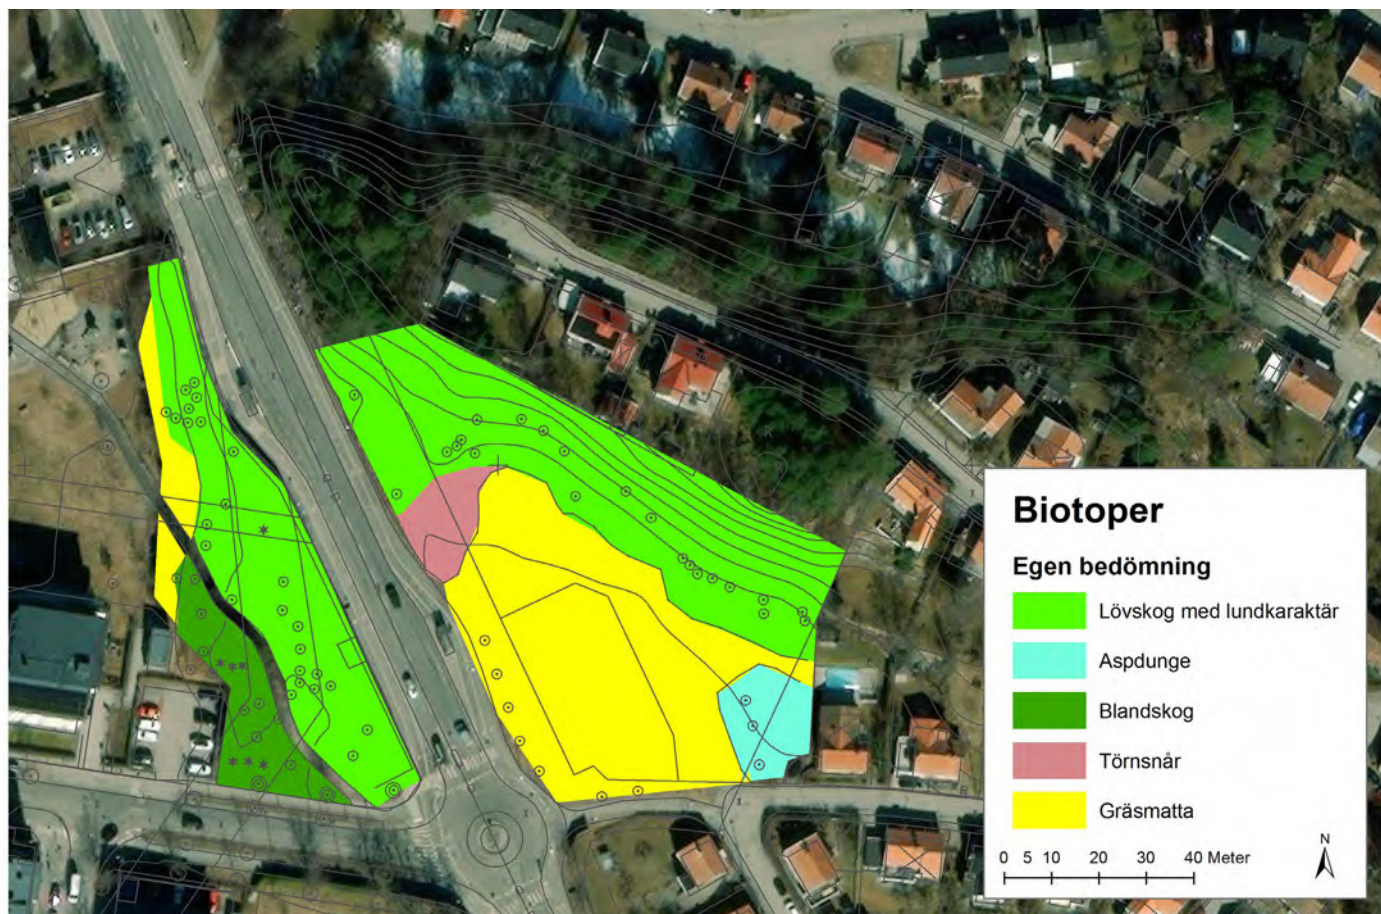 Biotoper
Egen bedömning
Lövskog med lundkaraktär
Aspdunge
Blandskog
Törnsnår
Gräsmatta
N
0 5 10 20 30 40 Meter